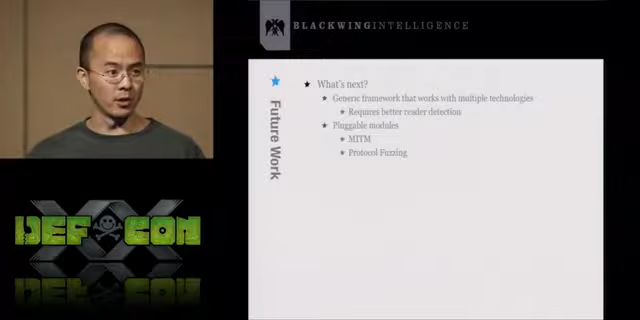 BLACKWINGINTELLIGENCE
Future Work
What's next?
Generic framework that works with multiple technologies
Requires better reader detection
Pluggable modules
MITM
Protocol Fuzzing
DEF CON
XX